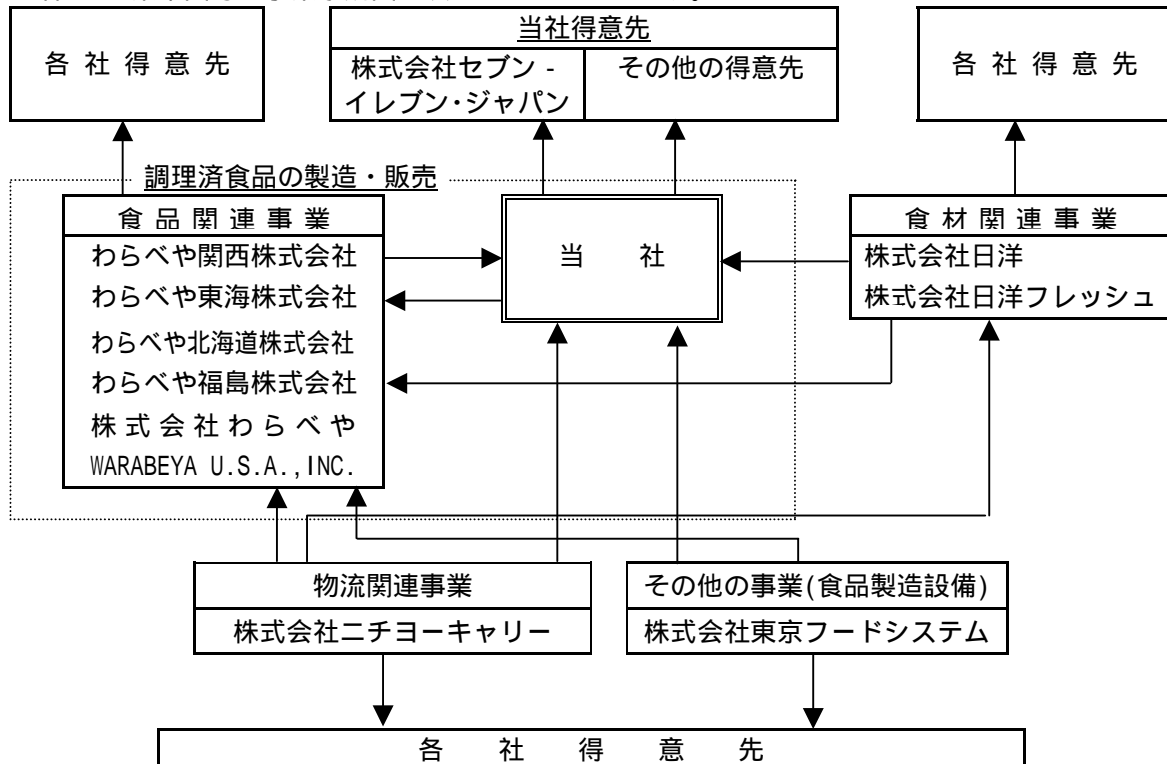 各社得意先
当社得意先
株式会社セブン-
イレブン・ジャパン
その他の得意先
各社得意先
調理済食品の製造・販売
食品関連事業
わらべや関西株式会社
わらべや東海株式会社
わらべや北海道株式会社
わらべや福島株式会社
株式会社わらべや
WARABEYA U.S.A.,INC.
当社
食材関連事業
株式会社日洋
株式会社日洋フレッシュ
物流関連事業
株式会社ニチヨーキャリー
その他の事業(食品製造設備)
株式会社東京フードシステム
各社得意先